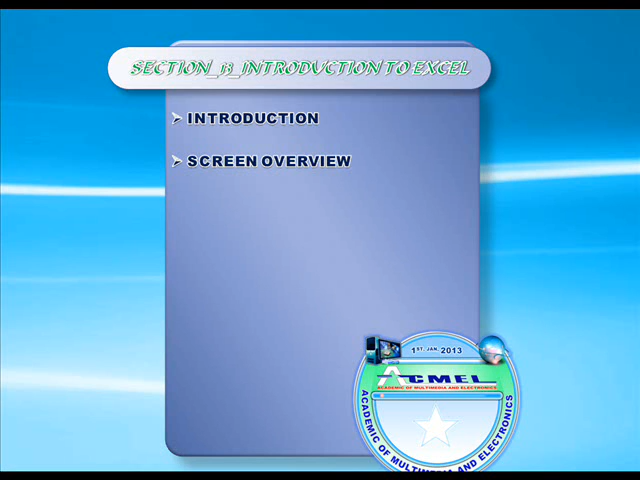 SECTION_13_INTRODUCTION TO EXCEL
INTRODUCTION
SCREEN OVERVIEW
1ST. JAN. 2013
ACMEL
ACADEMIC OF MULTIMEDIA AND ELECTRONICS
ACADEMIC OF MULTIMEDIA AND ELECTRONICS